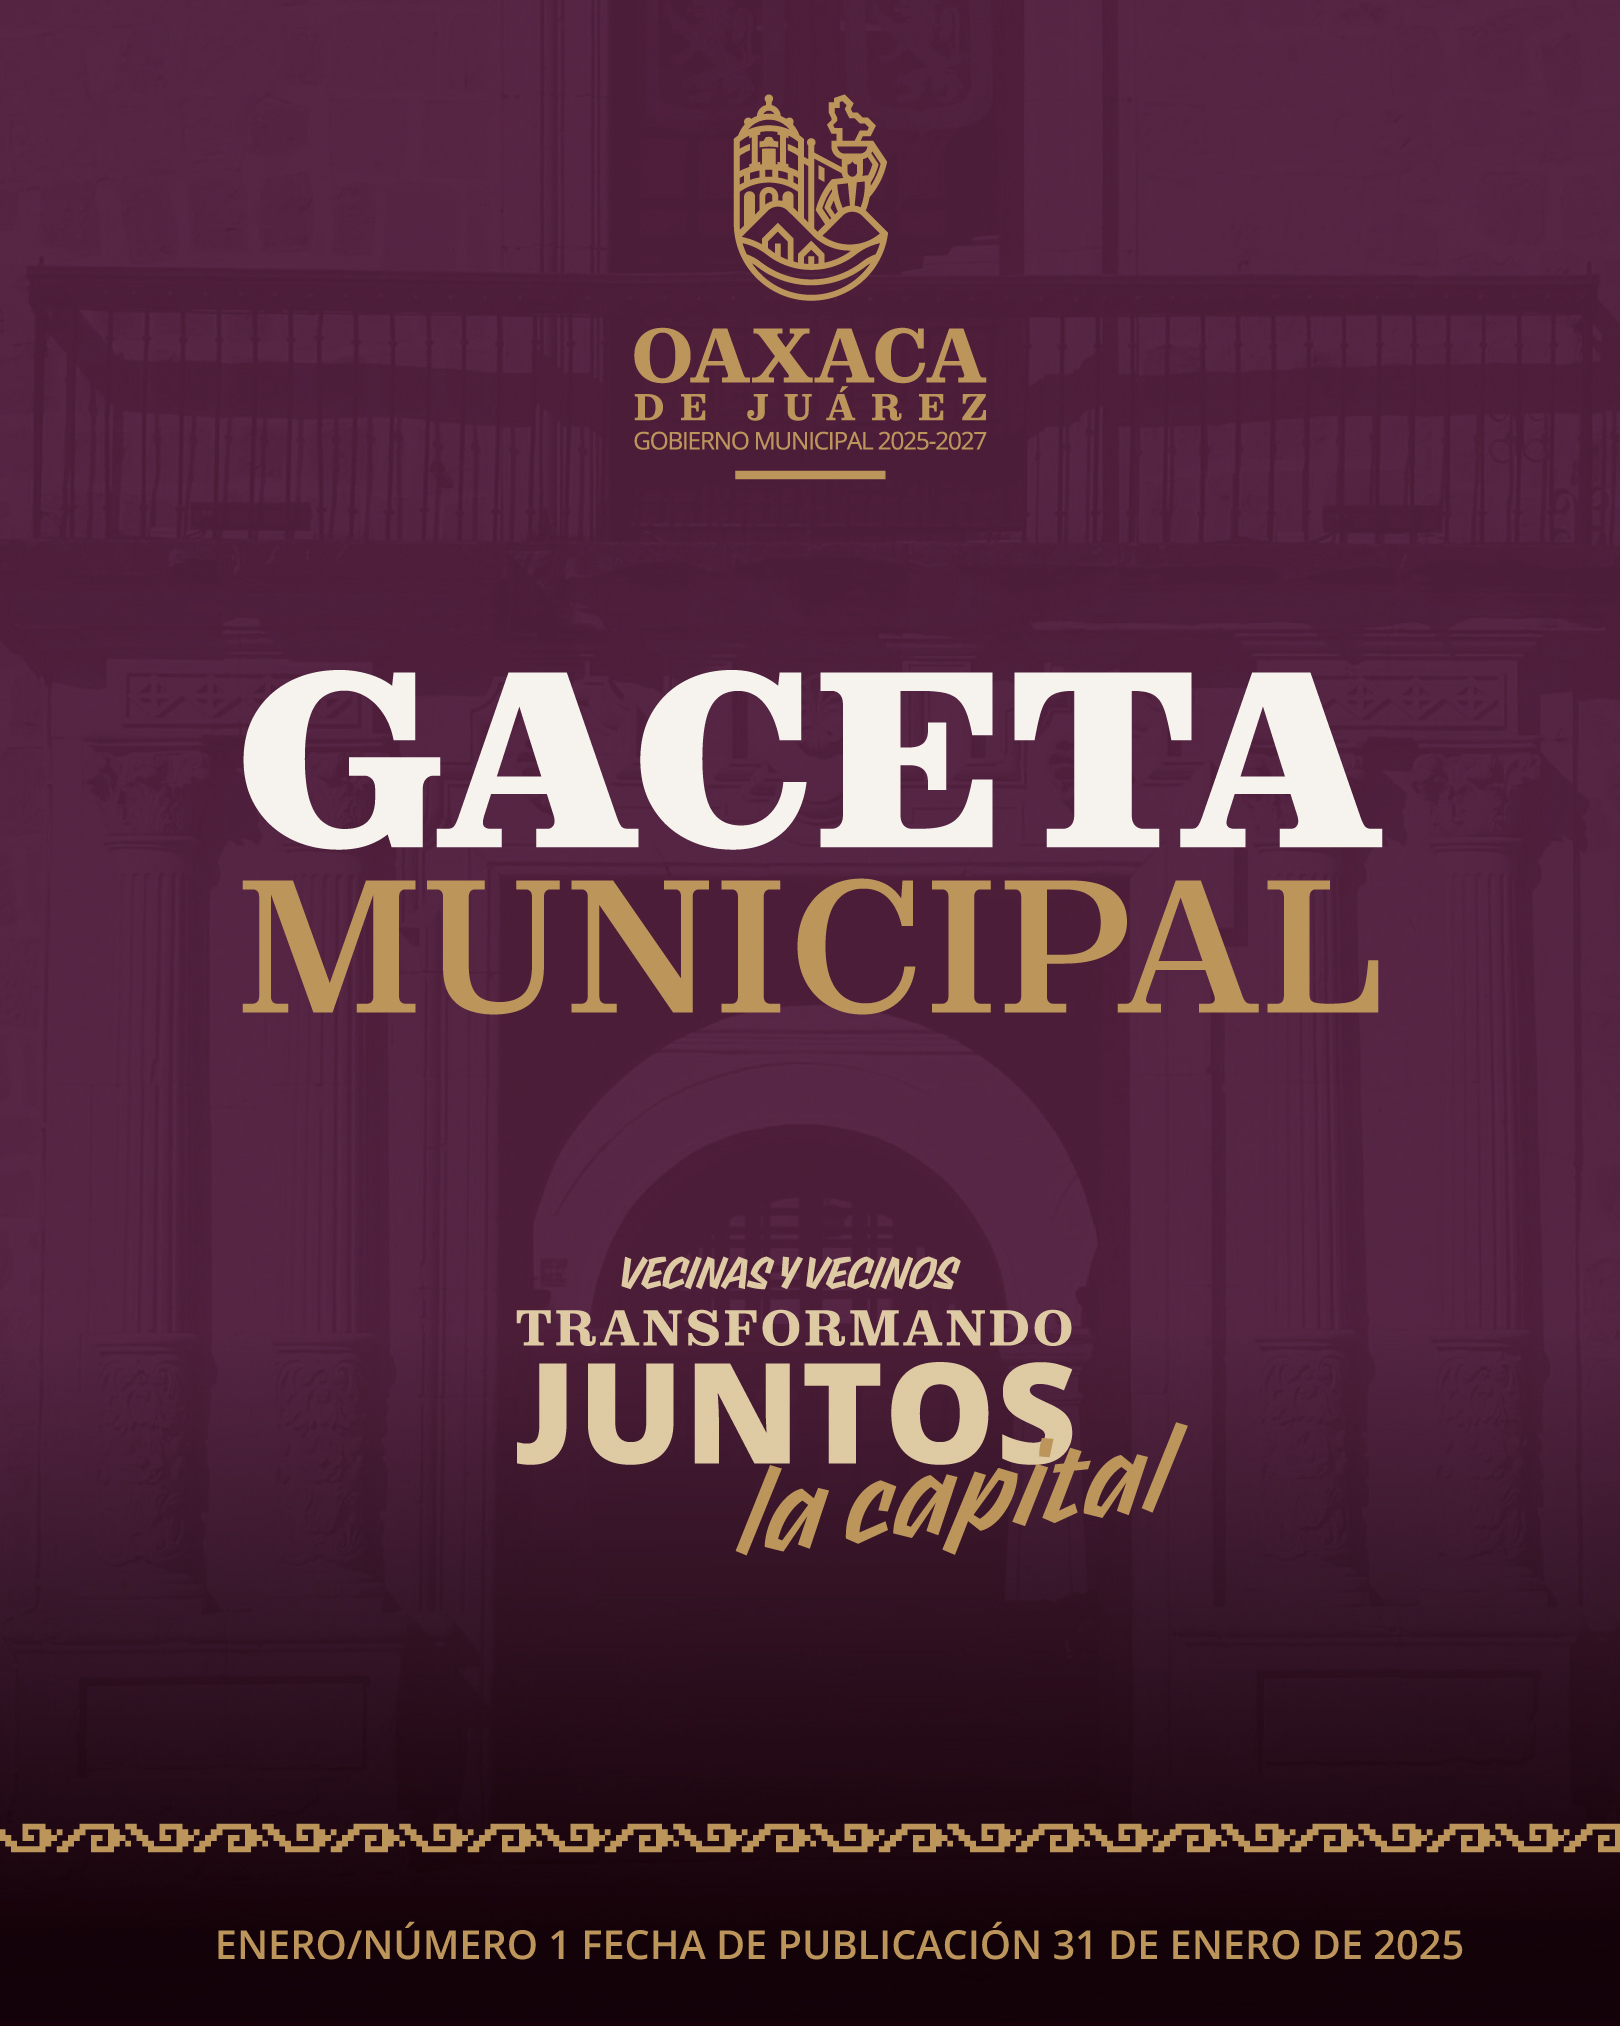 OAXACA
DE JUÁREZ
GOBIERNO MUNICIPAL 2025-2027
GACETA
MUNICIPAL
VECINAS Y VECINOS
TRANSFORMANDO
JUNTOS
la capital
ENERO/NÚMERO 1 FECHA DE PUBLICACIÓN 31 DE ENERO DE 2025